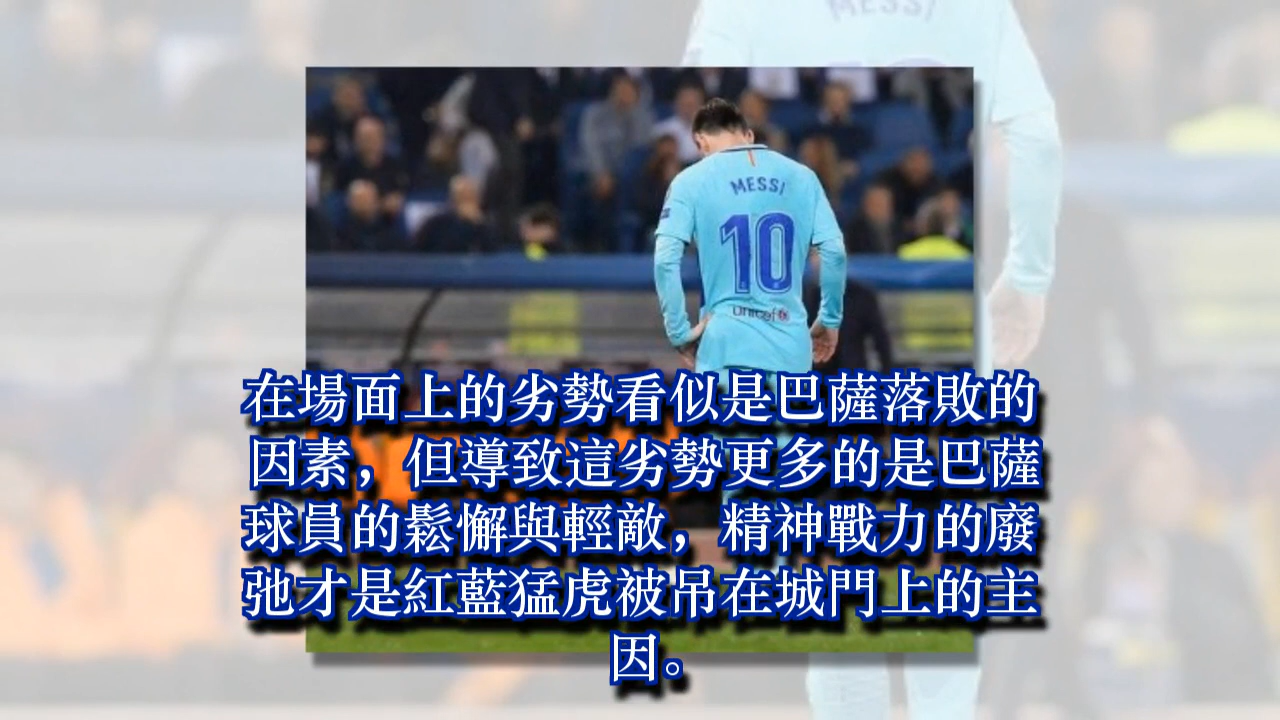 MESSI
MESSI
10
unicef
在場面上的劣勢看似是巴薩落敗的
因素，但導致這劣勢更多的是巴薩
球員的鬆懈與輕敵，精神戰力的廢
弛才是紅藍猛虎被吊在城門上的主
因。